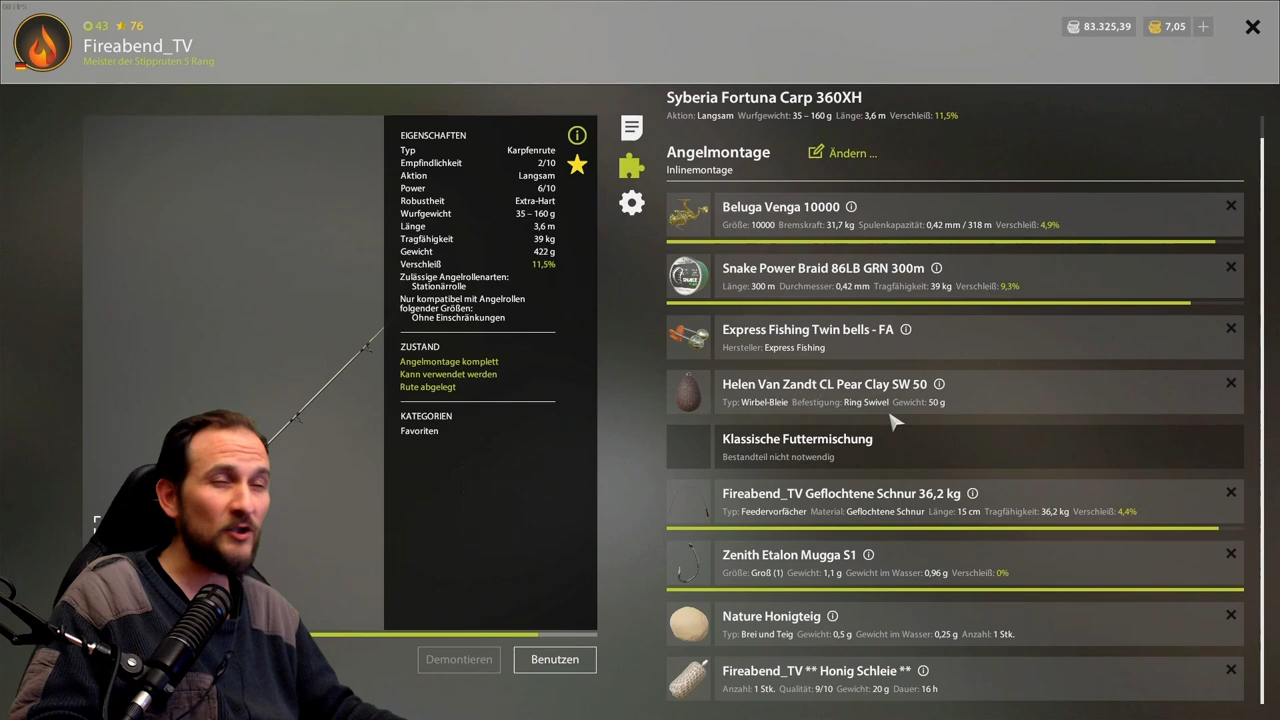 43 76
Fireabend_TV
Meister der Stippruten 5 Rang
83.325,39 7,05
EIGENSCHAFTEN
Typ Karpfenrute
Empfindlichkeit 2/10
Aktion Langsam
Power 6/10
Robustheit Extra-Hart
Wurfgewicht 35 – 160 g
Länge 3,6 m
Tragfähigkeit 39 kg
Gewicht 422 g
Verschleiß 11,5%
Zulässige Angelrollenarten:
Stationärrolle
Nur kompatibel mit Angelrollen
folgender Größen:
Ohne Einschränkungen
ZUSTAND
Angelmontage komplett
Kann verwendet werden
Rute abgelegt
KATEGORIEN
Favoriten
Demontieren Benutzen
Syberia Fortuna Carp 360XH
Aktion: Langsam Wurfgewicht: 35 – 160 g Länge: 3,6 m Verschleiß: 11,5%
Angelmontage Ändern ...
Inlinemontage
Beluga Venga 10000
Größe: 10000 Bremskraft: 31,7 kg Spulenkapazität: 0,42 mm / 318 m Verschleiß: 4,9%
Snake Power Braid 86LB GRN 300m
Länge: 300 m Durchmesser: 0,42 mm Tragfähigkeit: 39 kg Verschleiß: 9,3%
Express Fishing Twin bells - FA
Hersteller: Express Fishing
Helen Van Zandt CL Pear Clay SW 50
Typ: Wirbel-Bleie Befestigung: Ring Swivel Gewicht: 50 g
Klassische Futtermischung
Bestandteil nicht notwendig
Fireabend_TV Geflochtene Schnur 36,2 kg
Typ: Feedervorfächer Material: Geflochtene Schnur Länge: 15 cm Tragfähigkeit: 36,2 kg Verschleiß: 4,4%
Zenith Etalon Mugga S1
Größe: Groß (1) Gewicht: 1,1 g Gewicht im Wasser: 0,96 g Verschleiß: 0%
Nature Honigteig
Typ: Brei und Teig Gewicht: 0,5 g Gewicht im Wasser: 0,25 g Anzahl: 1 Stk.
Fireabend_TV ** Honig Schleie **
Anzahl: 1 Stk. Qualität: 9/10 Gewicht: 20 g Dauer: 16 h